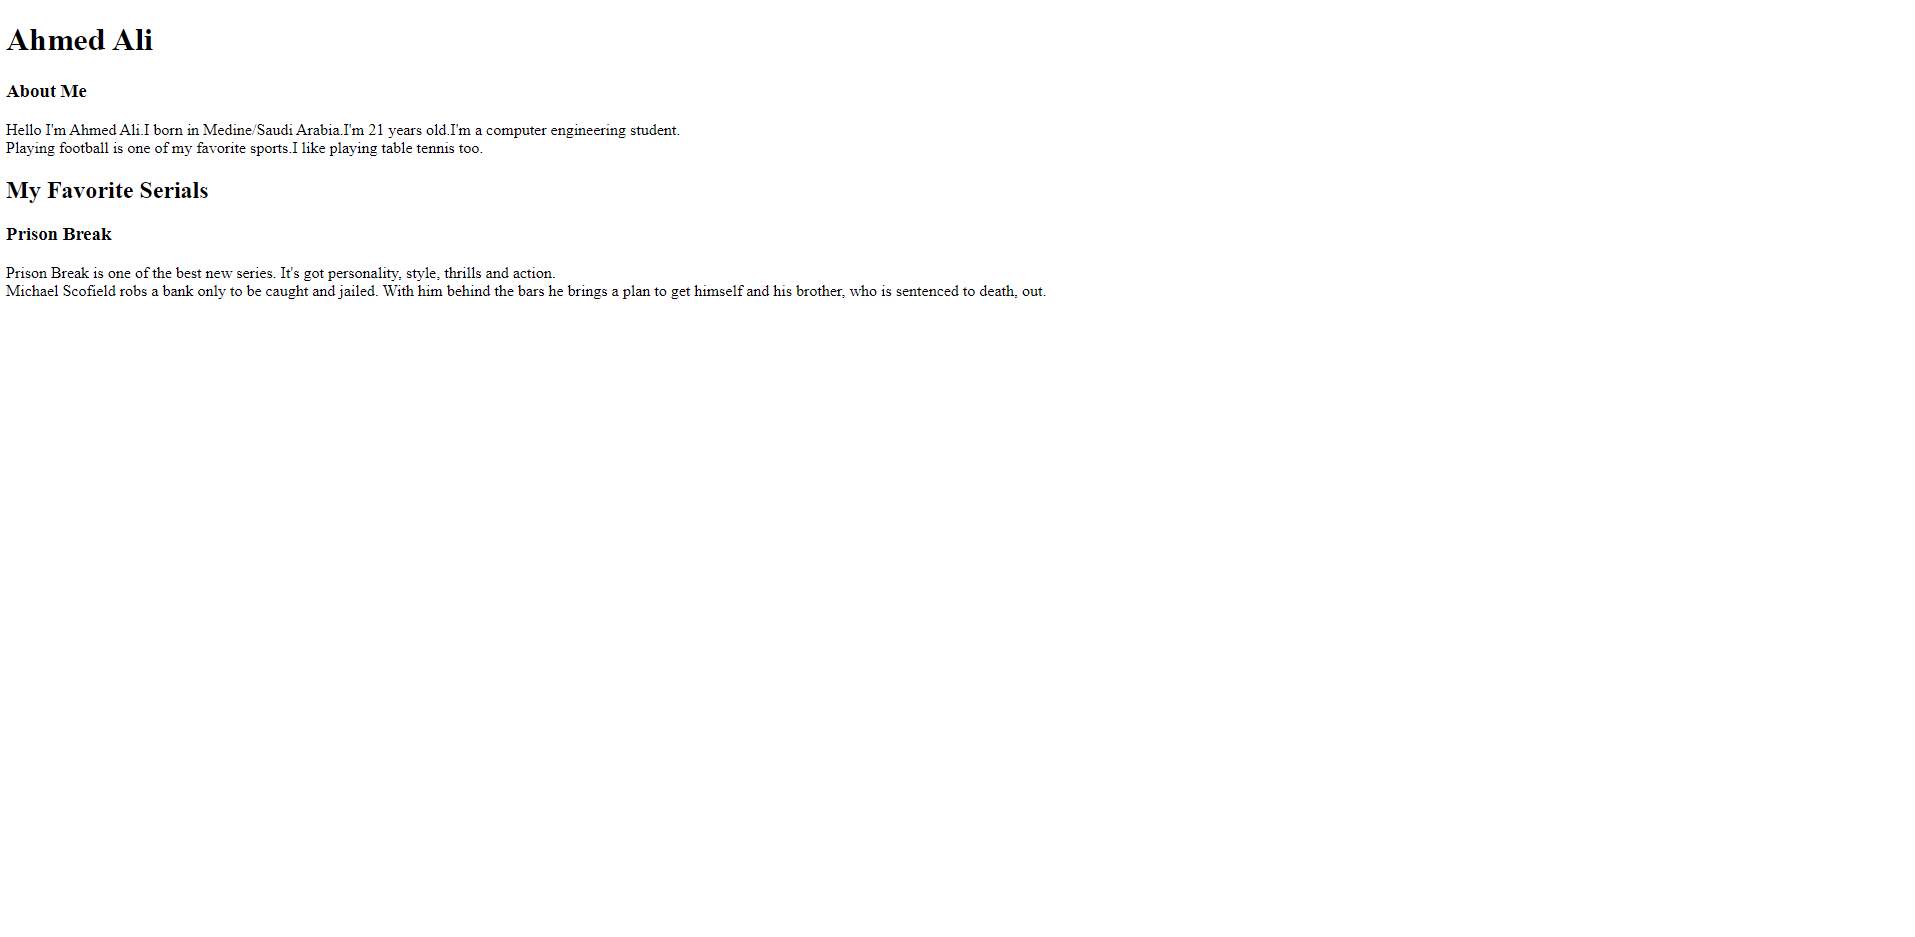 Ahmed Ali
About Me
Hello I'm Ahmed Ali.I born in Medine/Saudi Arabia.I'm 21 years old.I'm a computer engineering student.
Playing football is one of my favorite sports.I like playing table tennis too.
My Favorite Serials
Prison Break
Prison Break is one of the best new series. It's got personality, style, thrills and action.
Michael Scofield robs a bank only to be caught and jailed. With him behind the bars he brings a plan to get himself and his brother, who is sentenced to death, out.